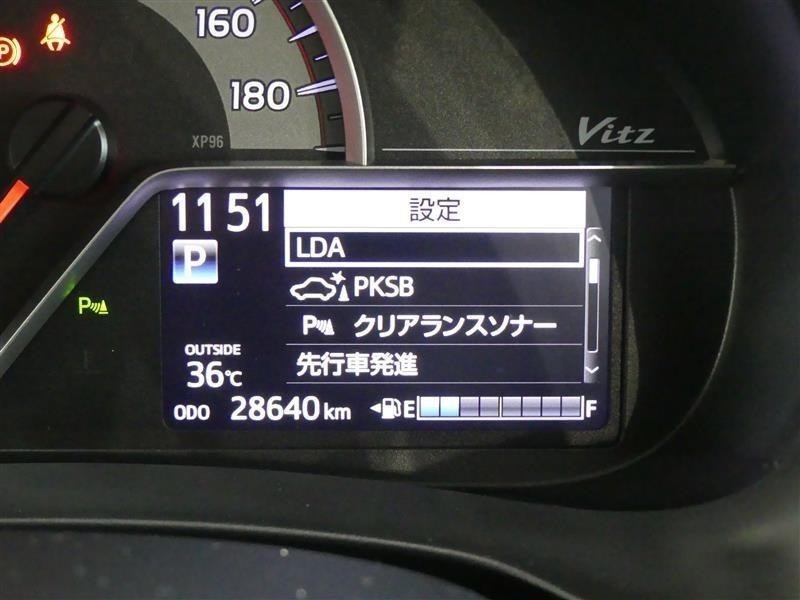 160
180
XP96
Vitz
11 51
設定
P
LDA
PKSB
P クリアランスソナー
先行車発進
P
P
OUTSIDE
36℃
ODO 28640 km
E F